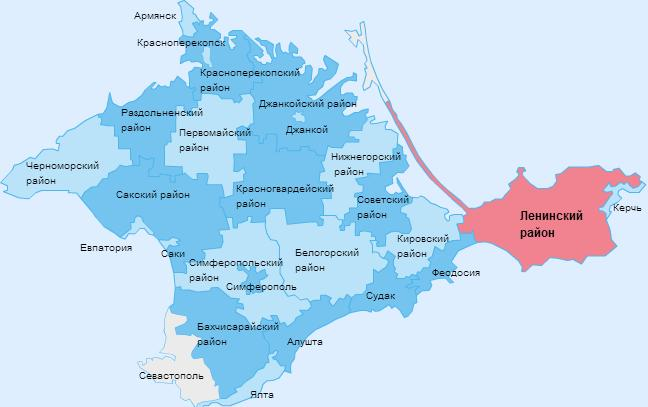 Армянск
Красноперекопск
Красноперекопский
район
Джанкойский район
Раздольненский
район
Первомайский
район
Джанкой
Нижнегорский
район
Черноморский
район
Сакский район
Красногвардейский
район
Советский
район
Ленинский
район
Керчь
Евпатория
Саки
Симферопольский
район
Белогорский
район
Кировский
район
Феодосия
Симферополь
Судак
Бахчисарайский
район
Алушта
Севастополь
Ялта